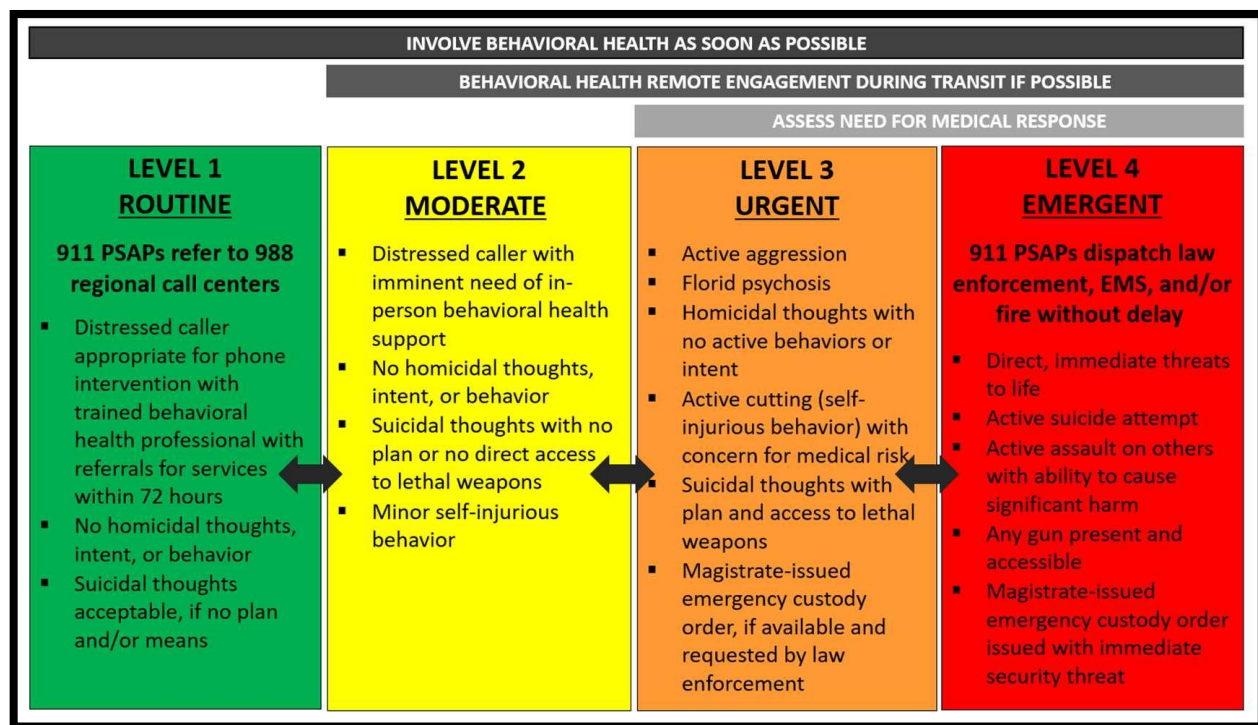 INVOLVE BEHAVIORAL HEALTH AS SOON AS POSSIBLE
BEHAVIORAL HEALTH REMOTE ENGAGEMENT DURING TRANSIT IF POSSIBLE
ASSESS NEED FOR MEDICAL RESPONSE
LEVEL 1
ROUTINE
911 PSAPs refer to 988
regional call centers
▪ Distressed caller
appropriate for phone
intervention with
trained behavioral
health professional with
referrals for services
within 72 hours
▪ No homicidal thoughts,
intent, or behavior
▪ Suicidal thoughts
acceptable, if no plan
and/or means
LEVEL 2
MODERATE
▪ Distressed caller with
imminent need of in-
person behavioral health
support
▪ No homicidal thoughts,
intent, or behavior
▪ Suicidal thoughts with no
plan or no direct access
to lethal weapons
▪ Minor self-injurious
behavior
LEVEL 3
URGENT
▪ Active aggression
▪ Florid psychosis
▪ Homicidal thoughts with
no active behaviors or
intent
▪ Active cutting (self-
injurious behavior) with
concern for medical risk
▪ Suicidal thoughts with
plan and access to lethal
weapons
▪ Magistrate-issued
emergency custody
order, if available and
requested by law
enforcement
LEVEL 4
EMERGENT
911 PSAPs dispatch law
enforcement, EMS, and/or
fire without delay
▪ Direct, immediate threats
to life
▪ Active suicide attempt
▪ Active assault on others
with ability to cause
significant harm
▪ Any gun present and
accessible
▪ Magistrate-issued
emergency custody order
issued with immediate
security threat